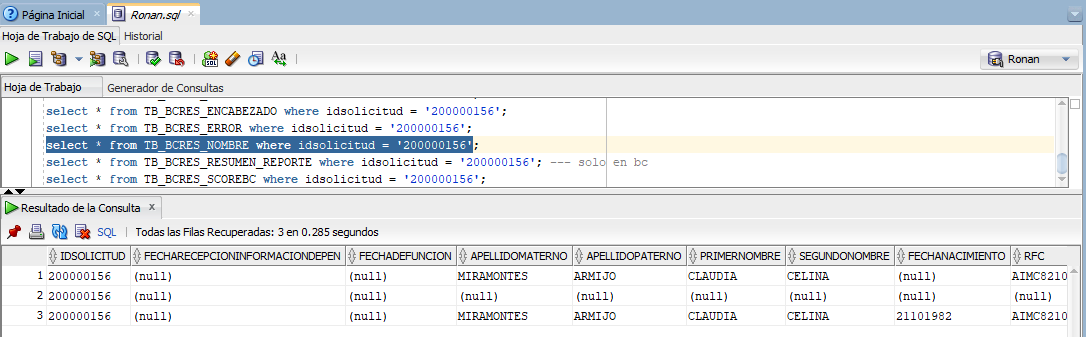 Página Inicial Ronan.sql
Hoja de Trabajo de SQL Historial
Ronan
Hoja de Trabajo Generador de Consultas
select * from TB_BCRES_ENCABEZADO where idsolicitud = '200000156';
select * from TB_BCRES_ERROR where idsolicitud = '200000156';
select * from TB_BCRES_NOMBRE where idsolicitud = '200000156';
select * from TB_BCRES_RESUMEN_REPORTE where idsolicitud = '200000156'; --- solo en bc
select * from TB_BCRES_SCOREBC where idsolicitud = '200000156';
Resultado de la Consulta x
SQL | Todas las Filas Recuperadas: 3 en 0.285 segundos
IDSOLICITUD FECHARECEPCIONINFORMACIONDEPEN FECHADEFUNCION APELLIDOMATERNO APELLIDOPATERNO PRIMERNOMBRE SEGUNDONOMBRE FECHANACIMIENTO RFC
1 200000156 (null) (null) MIRAMONTES ARMIJO CLAUDIA CELINA (null) AIMC8210
2 200000156 (null) (null) (null) (null) (null) (null) (null) (null)
3 200000156 (null) (null) MIRAMONTES ARMIJO CLAUDIA CELINA 21101982 AIMC8210